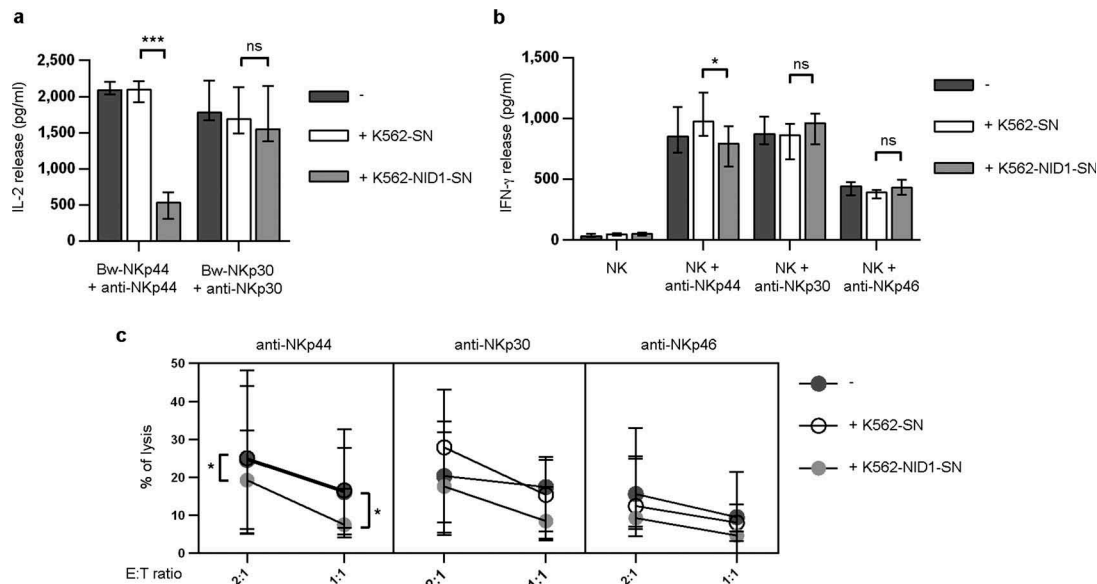 a
IL-2 release (pg/ml)
2,500
2,000
1,500
1,000
500
0
***
ns
Bw-NKp44
+ anti-NKp44
Bw-NKp30
+ anti-NKp30
-
+ K562-SN
+ K562-NID1-SN
b
IFN-γ release (pg/ml)
1,500
1,000
500
0
*
ns
ns
NK
NK +
anti-NKp44
NK +
anti-NKp30
NK +
anti-NKp46
-
+ K562-SN
+ K562-NID1-SN
c
anti-NKp44
anti-NKp30
anti-NKp46
% of lysis
50
40
30
20
10
0
*
*
E:T ratio
2:1
1:1
2:1
1:1
2:1
1:1
-
+ K562-SN
+ K562-NID1-SN